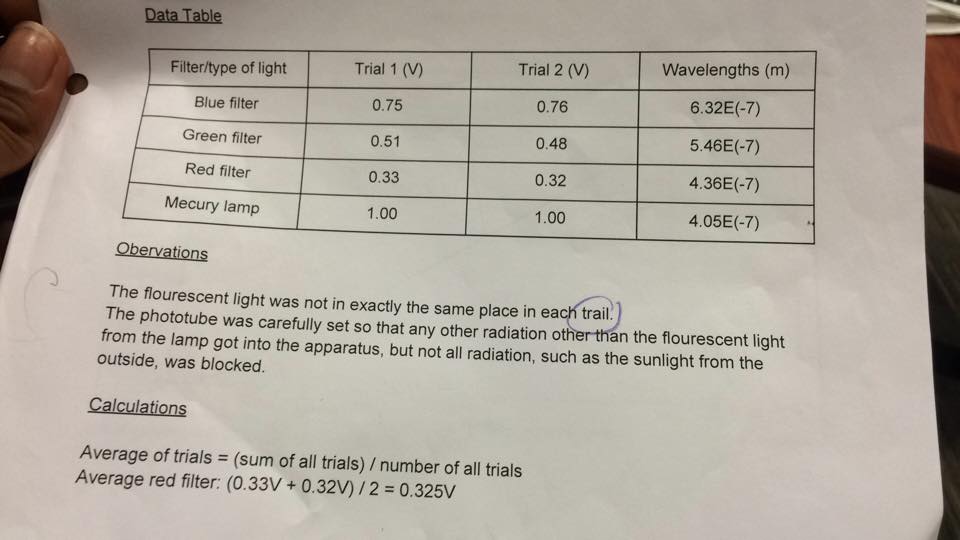 Data Table
Filter/type of light Trial 1 (V) Trial 2 (V) Wavelengths (m)
Blue filter 0.75 0.76 6.32E(-7)
Green filter 0.51 0.48 5.46E(-7)
Red filter 0.33 0.32 4.36E(-7)
Mecury lamp 1.00 1.00 4.05E(-7)
Obervations
The flourescent light was not in exactly the same place in each trail.
The phototube was carefully set so that any other radiation other than the flourescent light
from the lamp got into the apparatus, but not all radiation, such as the sunlight from the
outside, was blocked.
Calculations
Average of trials = (sum of all trials) / number of all trials
Average red filter: (0.33V + 0.32V) / 2 = 0.325V